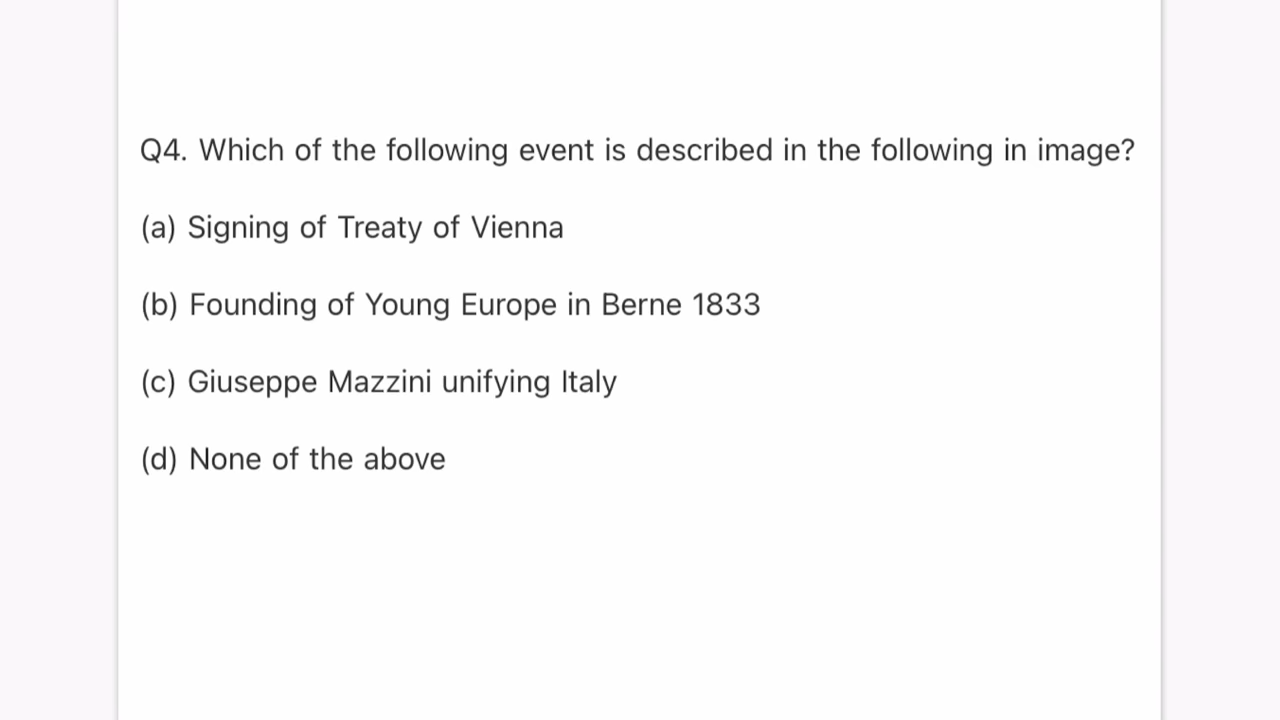 Q4. Which of the following event is described in the following in image?
(a) Signing of Treaty of Vienna
(b) Founding of Young Europe in Berne 1833
(c) Giuseppe Mazzini unifying Italy
(d) None of the above